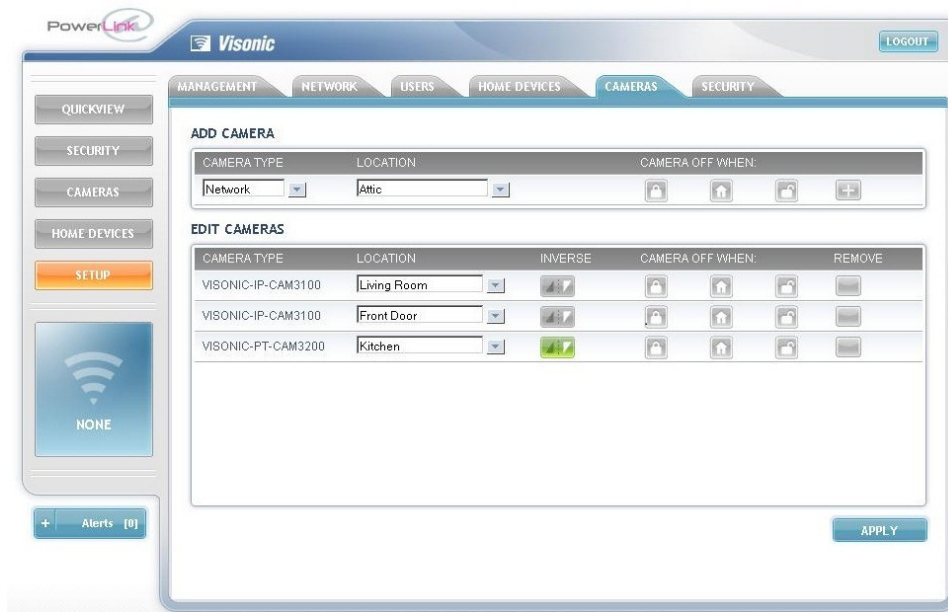 PowerLink
Visonic
LOGOUT
MANAGEMENT NETWORK USERS HOME DEVICES CAMERAS SECURITY
QUICKVIEW
SECURITY
CAMERAS
HOME DEVICES
SETUP
NONE
+ Alerts [0]
ADD CAMERA
CAMERA TYPE LOCATION CAMERA OFF WHEN:
Network Attic
EDIT CAMERAS
CAMERA TYPE LOCATION INVERSE CAMERA OFF WHEN: REMOVE
VISONIC-IP-CAM3100 Living Room
VISONIC-IP-CAM3100 Front Door
VISONIC-PT-CAM3200 Kitchen
APPLY